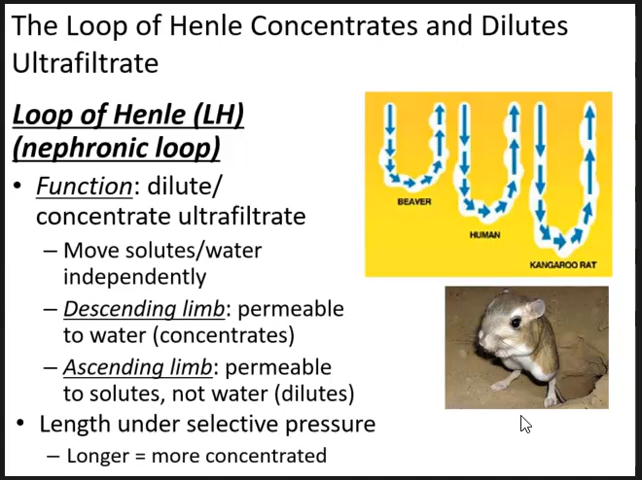 The Loop of Henle Concentrates and Dilutes
Ultrafiltrate
Loop of Henle (LH)
(nephronic loop)
• Function: dilute/
concentrate ultrafiltrate
– Move solutes/water
independently
– Descending limb: permeable
to water (concentrates)
– Ascending limb: permeable
to solutes, not water (dilutes)
• Length under selective pressure
– Longer = more concentrated
BEAVER
HUMAN
KANGAROO RAT